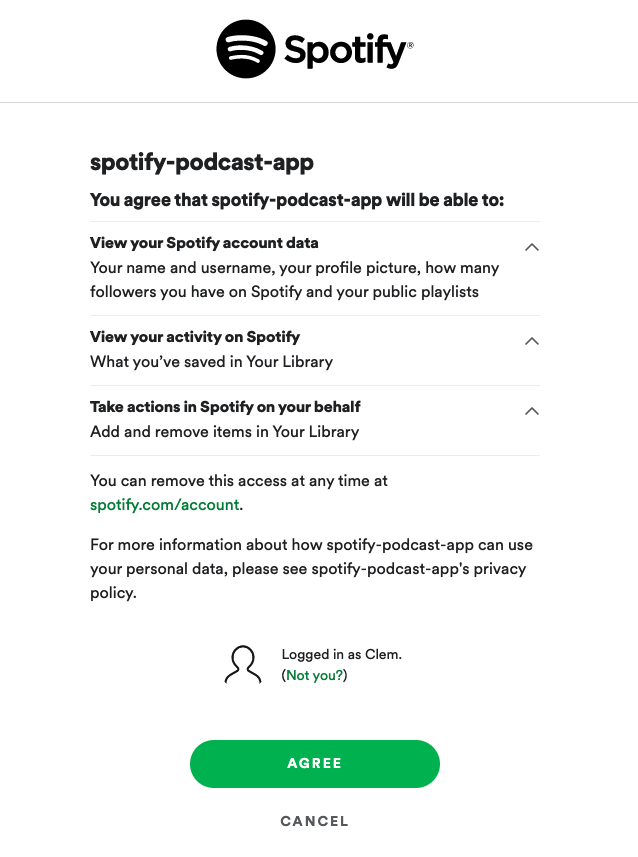 Spotify®
spotify-podcast-app
You agree that spotify-podcast-app will be able to:
View your Spotify account data
Your name and username, your profile picture, how many
followers you have on Spotify and your public playlists
View your activity on Spotify
What you’ve saved in Your Library
Take actions in Spotify on your behalf
Add and remove items in Your Library
You can remove this access at any time at
spotify.com/account.
For more information about how spotify-podcast-app can use
your personal data, please see spotify-podcast-app's privacy
policy.
Logged in as Clem.
(Not you?)
AGREE
CANCEL